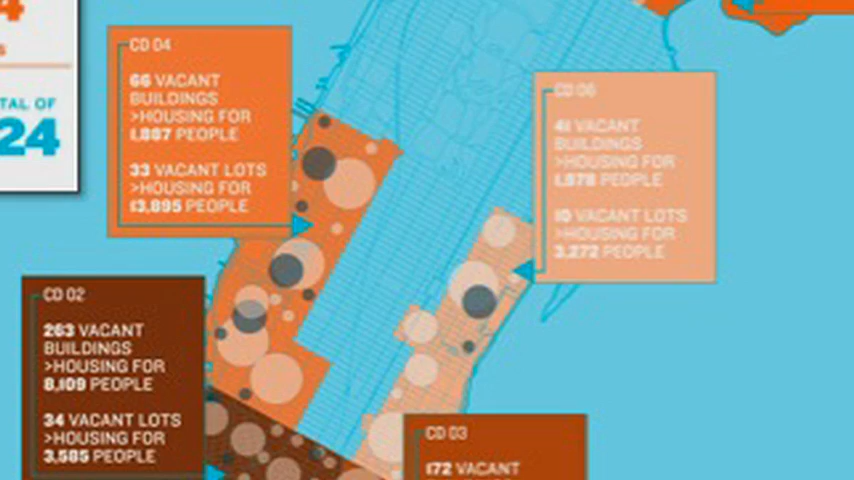 4
S
TAL OF
24
CD 04
66 VACANT
BUILDINGS
>HOUSING FOR
1,887 PEOPLE
33 VACANT LOTS
>HOUSING FOR
13,895 PEOPLE
CD 06
41 VACANT
BUILDINGS
>HOUSING FOR
1,978 PEOPLE
10 VACANT LOTS
>HOUSING FOR
3,272 PEOPLE
CD 02
263 VACANT
BUILDINGS
>HOUSING FOR
8,109 PEOPLE
34 VACANT LOTS
>HOUSING FOR
3,585 PEOPLE
CD 03
172 VACANT